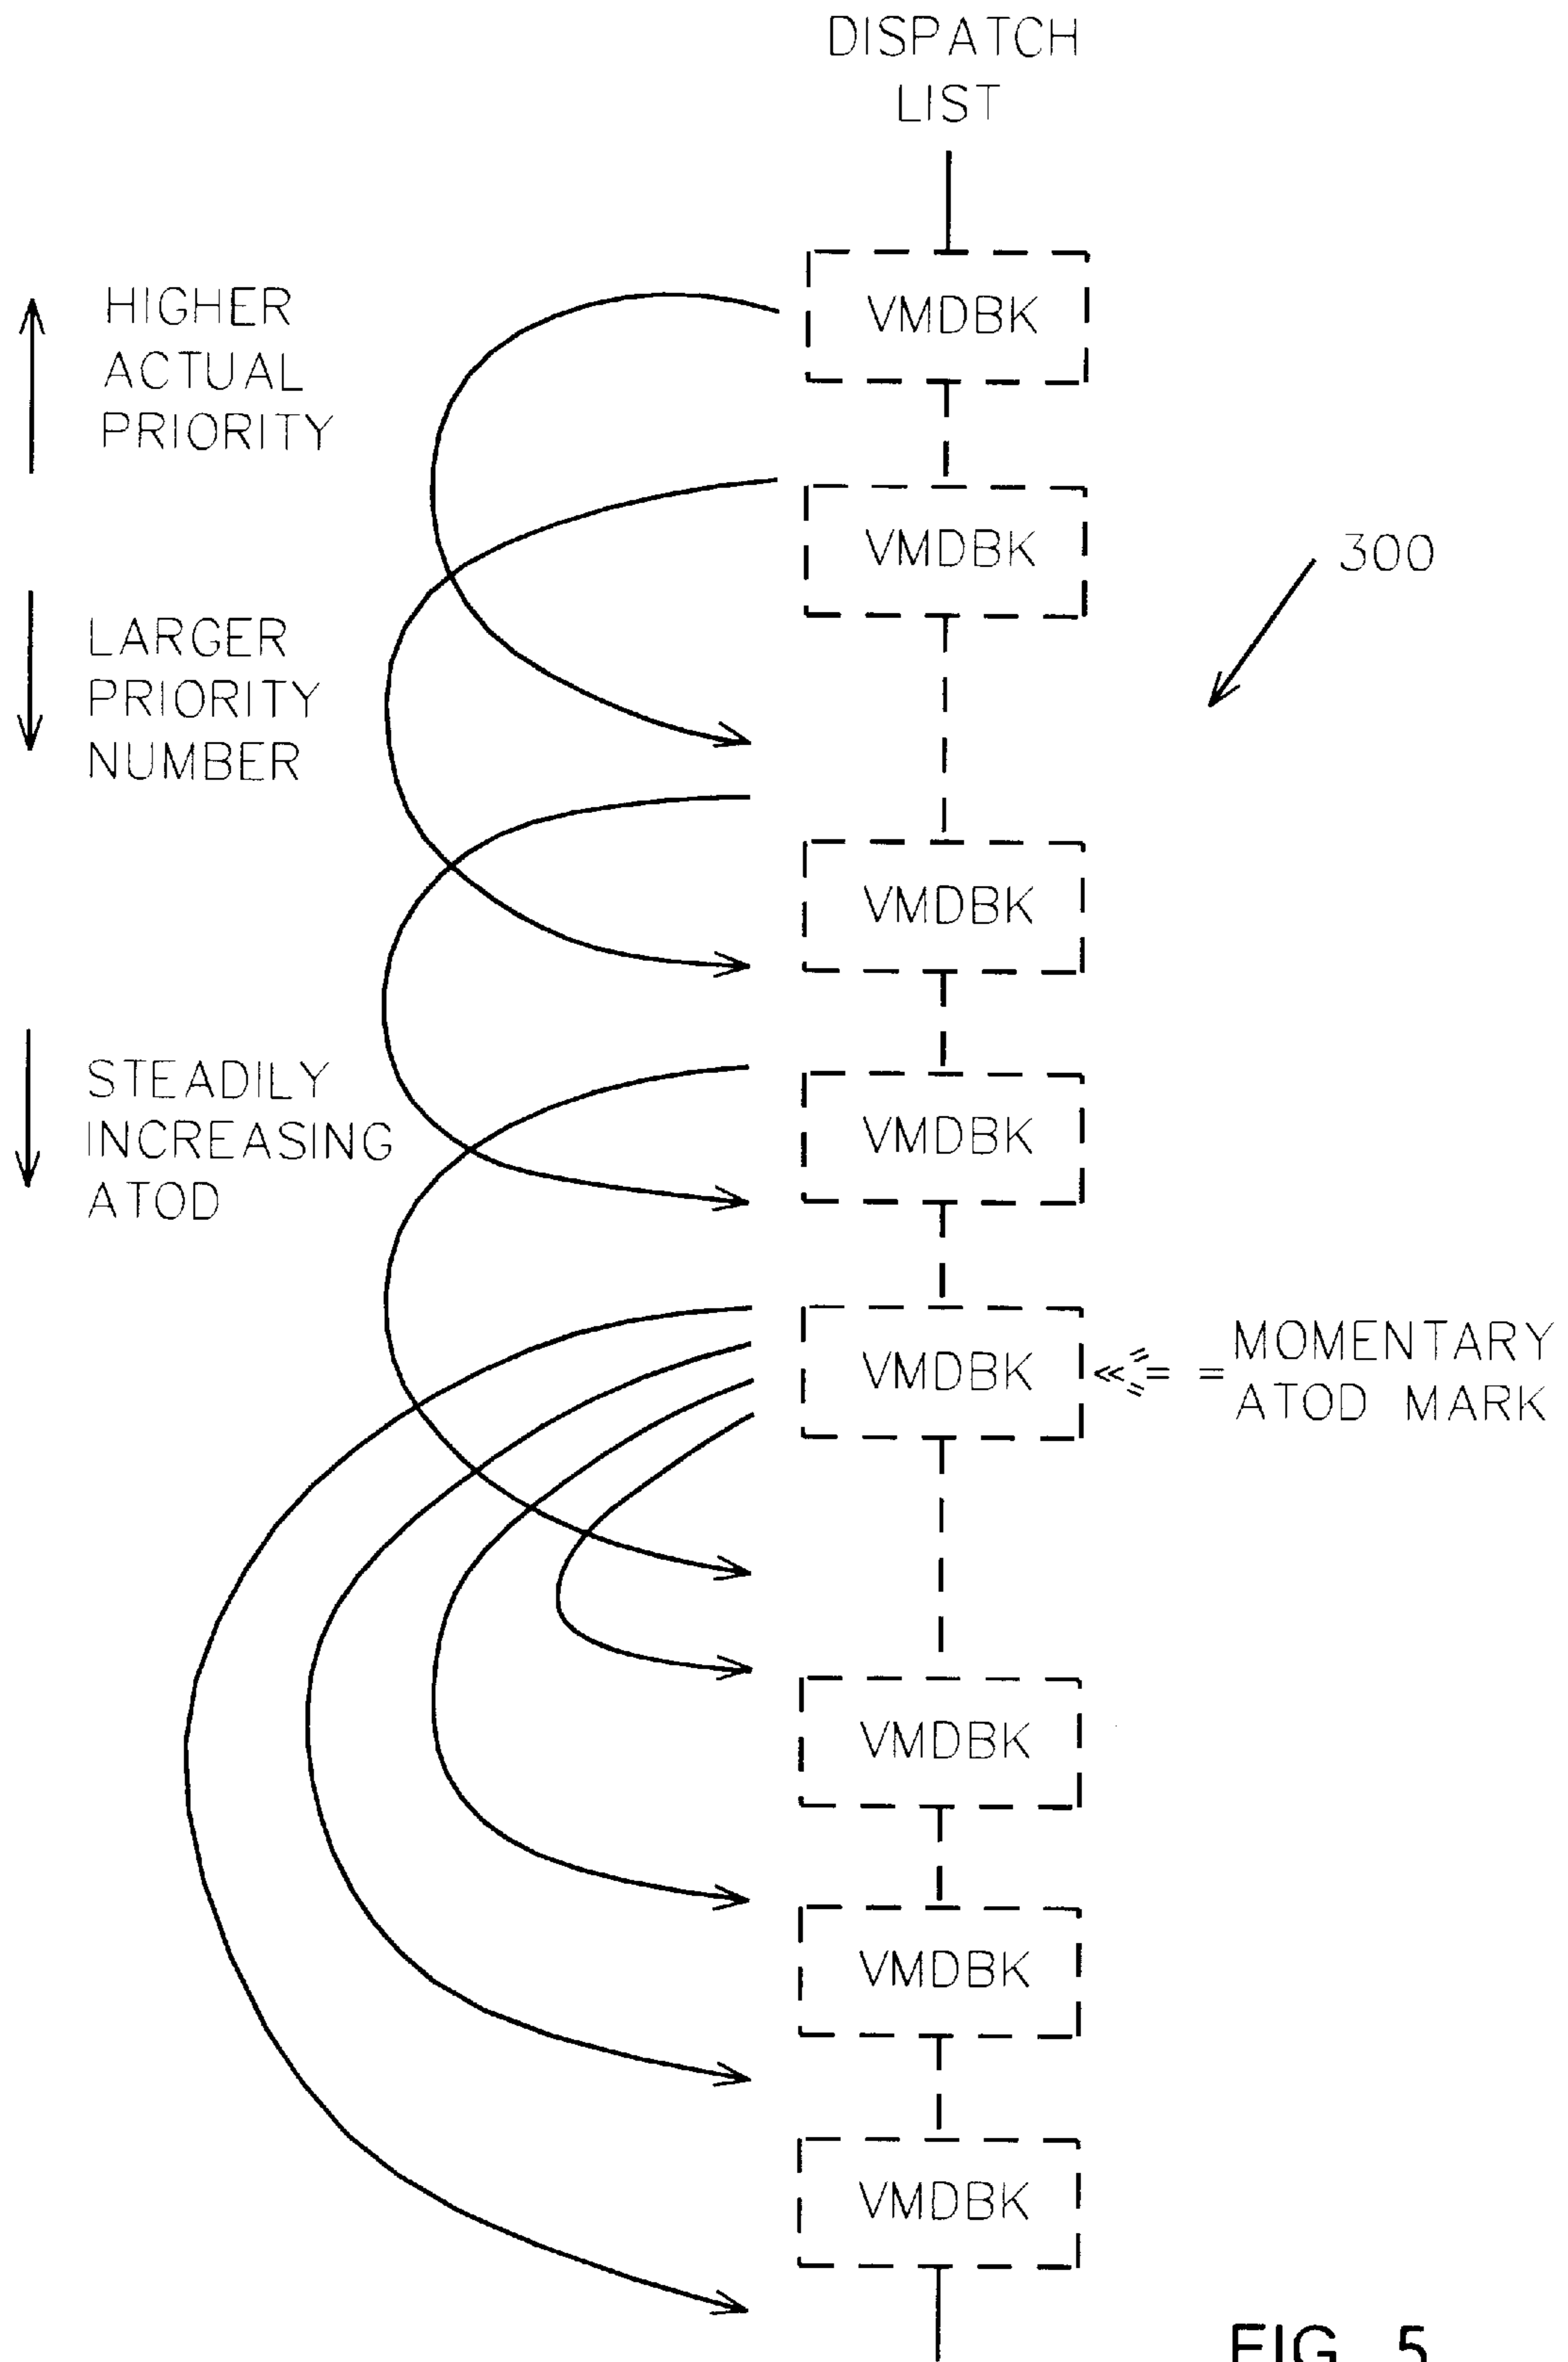 DISPATCH
LIST
HIGHER
ACTUAL
PRIORITY
VMDBK
VMDBK
300
LARGER
PRIORITY
NUMBER
VMDBK
STEADILY
INCREASING
ATOD
VMDBK
VMDBK
MOMENTARY
ATOD MARK
VMDBK
VMDBK
VMDBK
FIG. 5